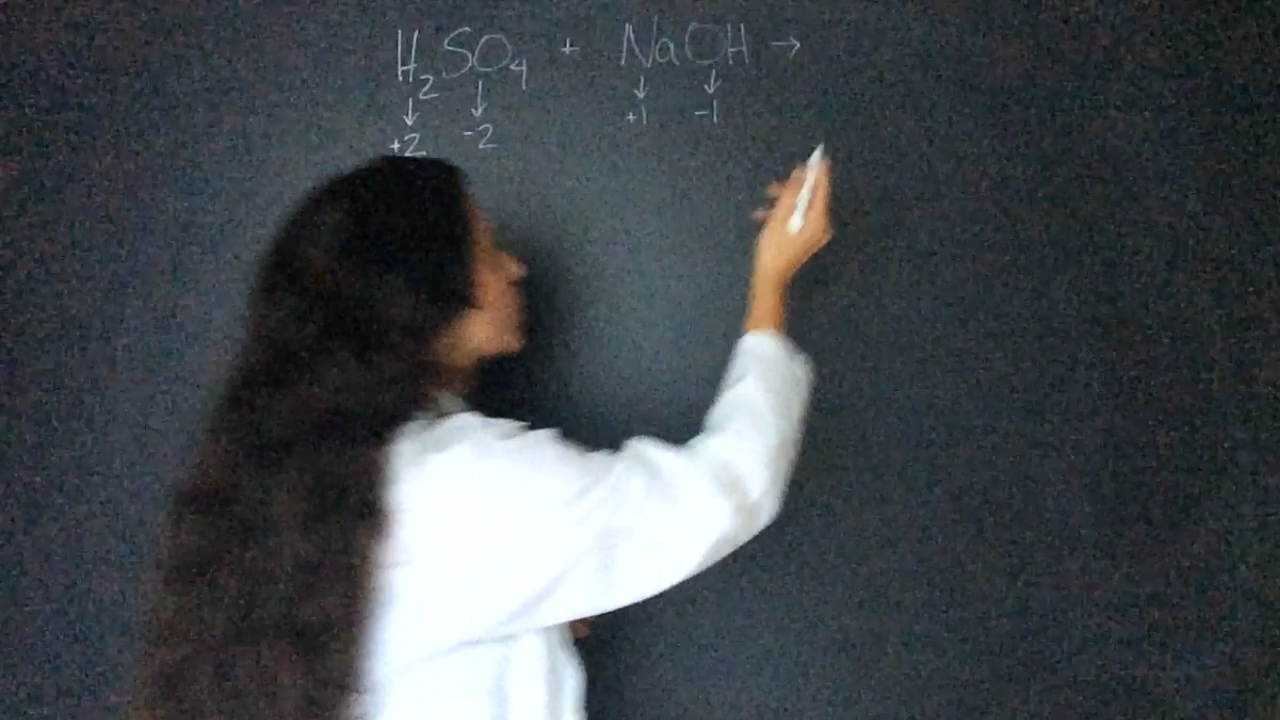 H₂SO₄ + NaOH →
↓ ↓ ↓ ↓
+2 -2 +1 -1